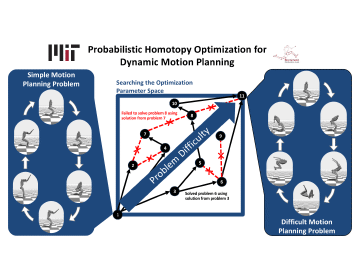 MIT
Probabilistic Homotopy Optimization for
Dynamic Motion Planning
Simple Motion
Planning Problem
Searching the Optimization
Parameter Space
Failed to solve problem 8 using
solution from problem 7
Problem Difficulty
Solved problem 6 using
solution from problem 3
Difficult Motion
Planning Problem
10
11
8
7
9
4
2
5
6
3
1